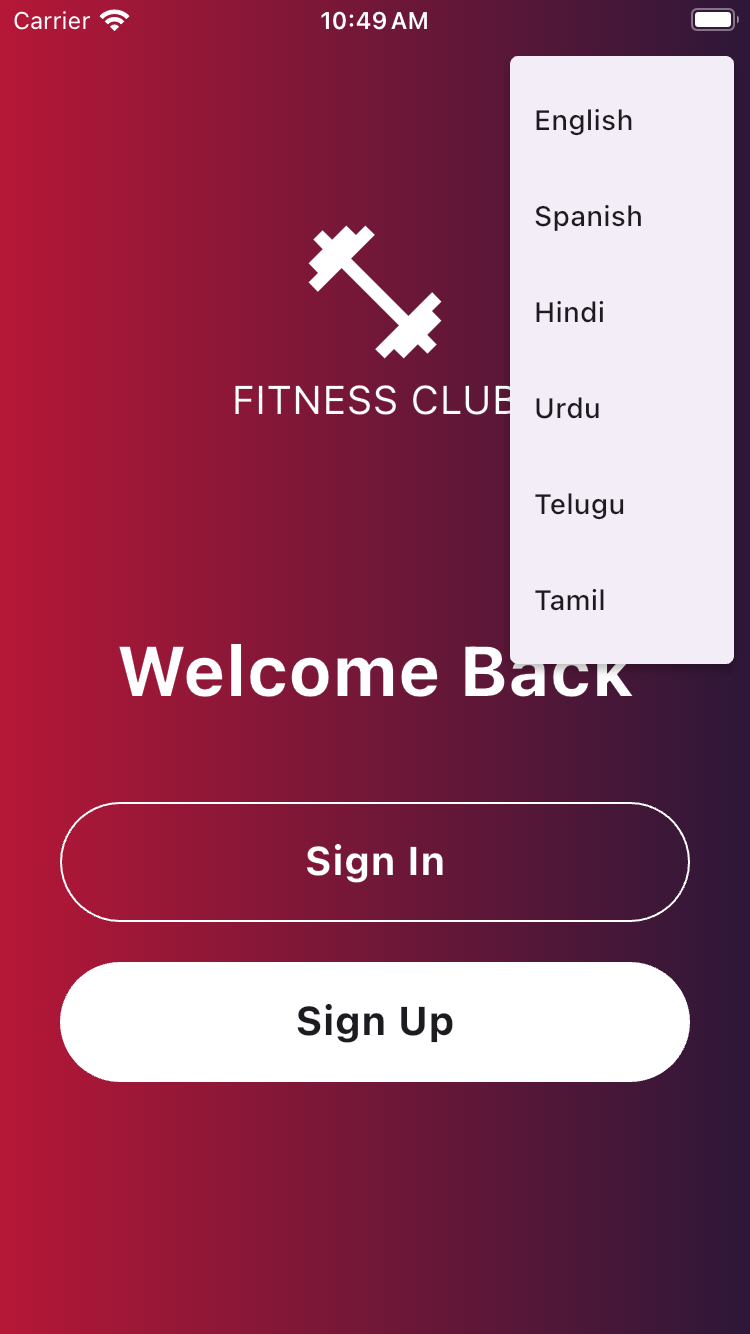 Carrier 10:49 AM
English
Spanish
Hindi
FITNESS CLUB
Urdu
Telugu
Tamil
Welcome Back
Sign In
Sign Up